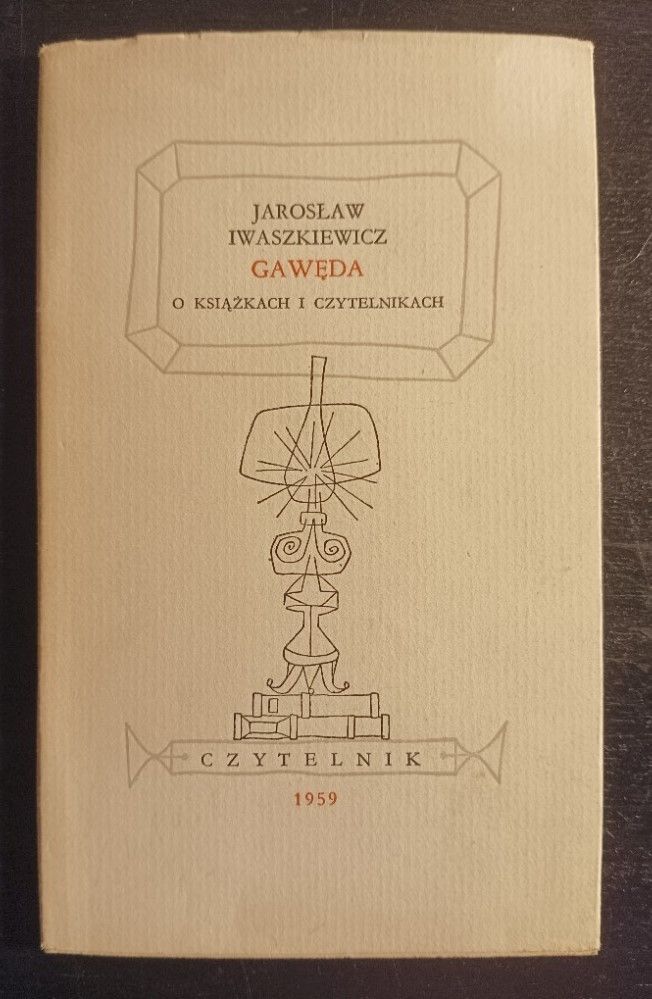 JAROSŁAW
IWASZKIEWICZ
GAWĘDA
O KSIĄŻKACH I CZYTELNIKACH
CZYTELNIK
1959